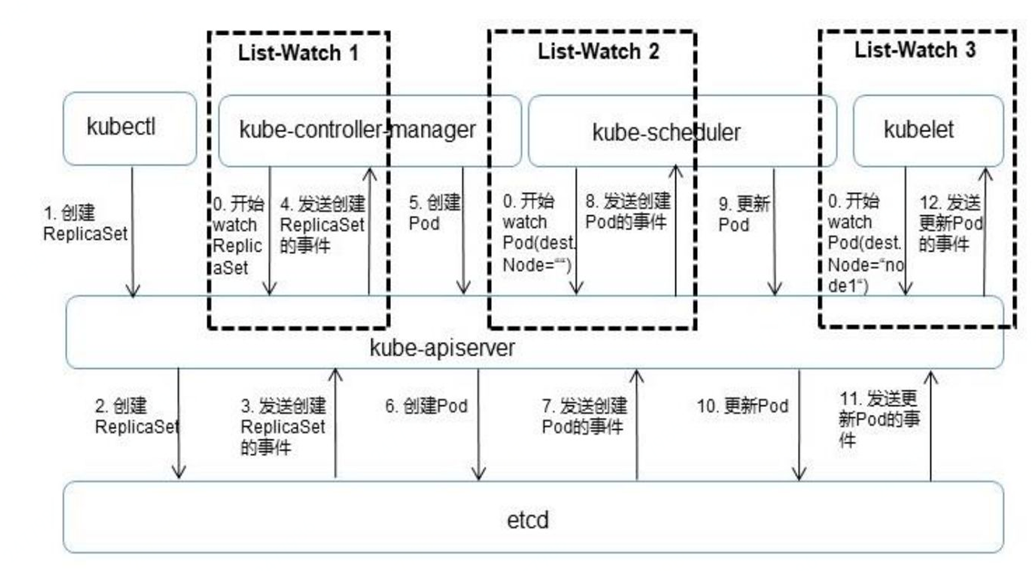 List-Watch 1
List-Watch 2
List-Watch 3
kubectl
kube-controller-manager
kube-scheduler
kubelet
1. 创建
ReplicaSet
0. 开始
watch
Replic
aSet
4. 发送创建
ReplicaSet
的事件
5. 创建
Pod
0. 开始
watch
Pod(dest.
Node="")
8. 发送创建
Pod的事件
9. 更新
Pod
0. 开始
watch
Pod(dest.
Node="no
de1")
12. 发送
更新Pod
的事件
kube-apiserver
2. 创建
ReplicaSet
3. 发送创建
ReplicaSet
的事件
6. 创建Pod
7. 发送创建
Pod的事件
10. 更新Pod
11. 发送更
新Pod的事
件
etcd